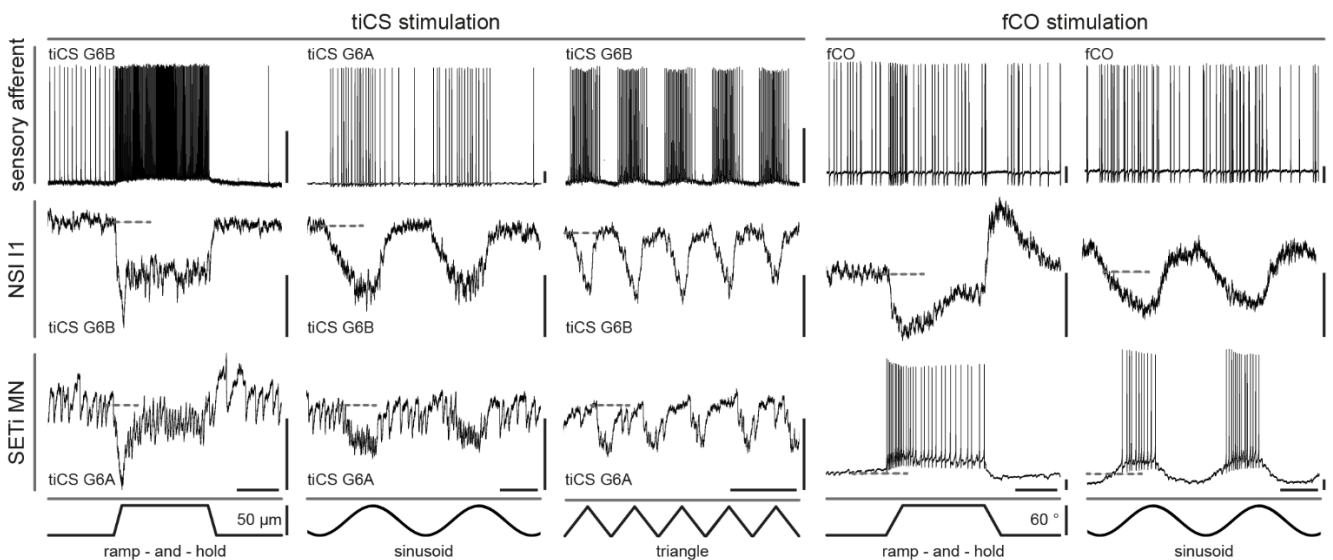 tiCS stimulation
fCO stimulation
sensory afferent
tiCS G6B
tiCS G6A
tiCS G6B
fCO
fCO
NSI I1
tiCS G6B
tiCS G6B
tiCS G6B
SETi MN
tiCS G6A
tiCS G6A
tiCS G6A
50 µm
60 °
ramp - and - hold
sinusoid
triangle
ramp - and - hold
sinusoid